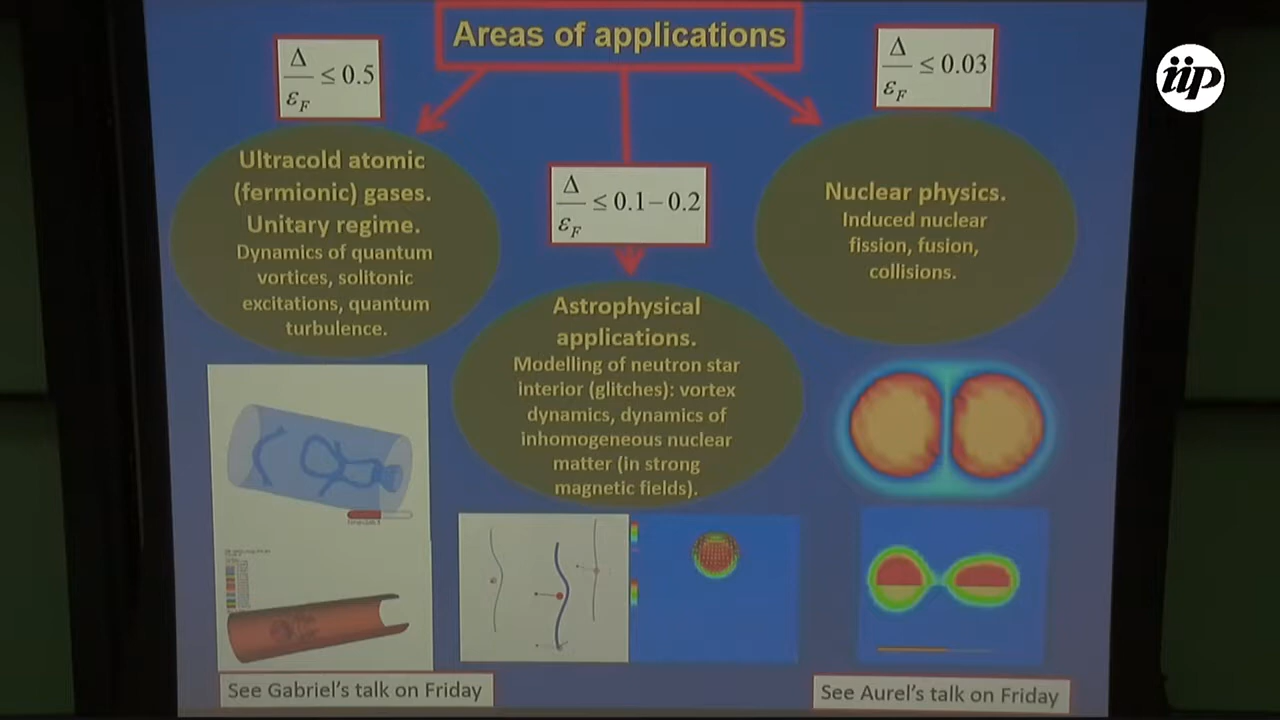 Areas of applications
iip
Δ/ε_F ≤ 0.5
Ultracold atomic
(fermionic) gases.
Unitary regime.
Dynamics of quantum
vortices, solitonic
excitations, quantum
turbulence.
Δ/ε_F ≤ 0.1 – 0.2
Astrophysical
applications.
Modelling of neutron star
interior (glitches): vortex
dynamics, dynamics of
inhomogeneous nuclear
matter (in strong
magnetic fields).
Δ/ε_F ≤ 0.03
Nuclear physics.
Induced nuclear
fission, fusion,
collisions.
See Gabriel's talk on Friday
See Aurel's talk on Friday